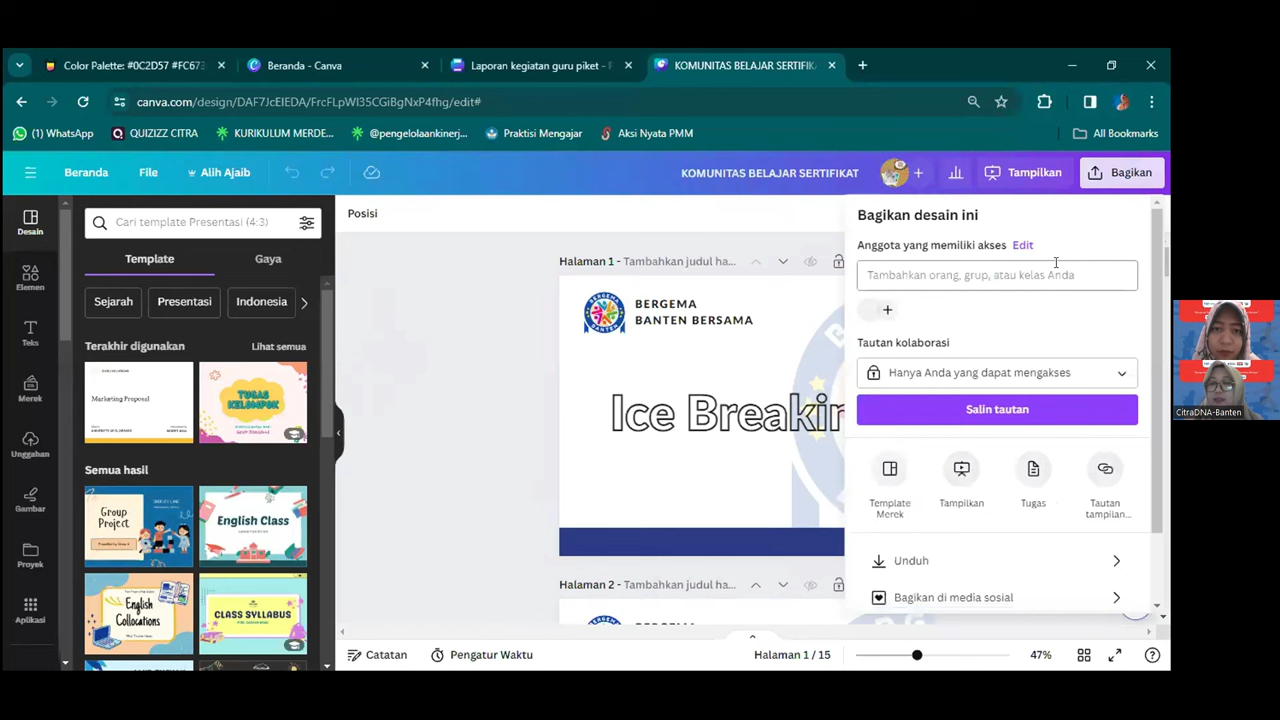 Color Palette: #0C2D57 #FC673
Beranda - Canva
Laporan kegiatan guru piket - P
KOMUNITAS BELAJAR SERTIFIKA
canva.com/design/DAF7JcEIEDA/FrcFLpWI35CGiBgNxP4fhg/edit#
(1) WhatsApp
QUIZIZZ CITRA
KURIKULUM MERDE...
@pengelolaankinerj...
Praktisi Mengajar
Aksi Nyata PMM
All Bookmarks
Beranda
File
Alih Ajaib
KOMUNITAS BELAJAR SERTIFIKAT
Tampilkan
Bagikan
Desain
Elemen
Teks
Merek
Unggahan
Gambar
Proyek
Aplikasi
Cari template Presentasi (4:3)
Template
Gaya
Sejarah
Presentasi
Indonesia
Terakhir digunakan
Lihat semua
Marketing Proposal
TUGAS
KELOMPOK
Semua hasil
Group
Project
English Class
English
Collocations
CLASS SYLLABUS
Posisi
Halaman 1 - Tambahkan judul ha...
BERGEMA
BANTEN BERSAMA
Ice Breakin
Halaman 2 - Tambahkan judul ha...
BERGEMA
Bagikan desain ini
Anggota yang memiliki akses
Edit
Tambahkan orang, grup, atau kelas Anda
Tautan kolaborasi
Hanya Anda yang dapat mengakses
Salin tautan
Template
Merek
Tampilkan
Tugas
Tautan
tampilan...
Unduh
Bagikan di media sosial
Catatan
Pengatur Waktu
Halaman 1 / 15
47%
CitraDNA-Banten